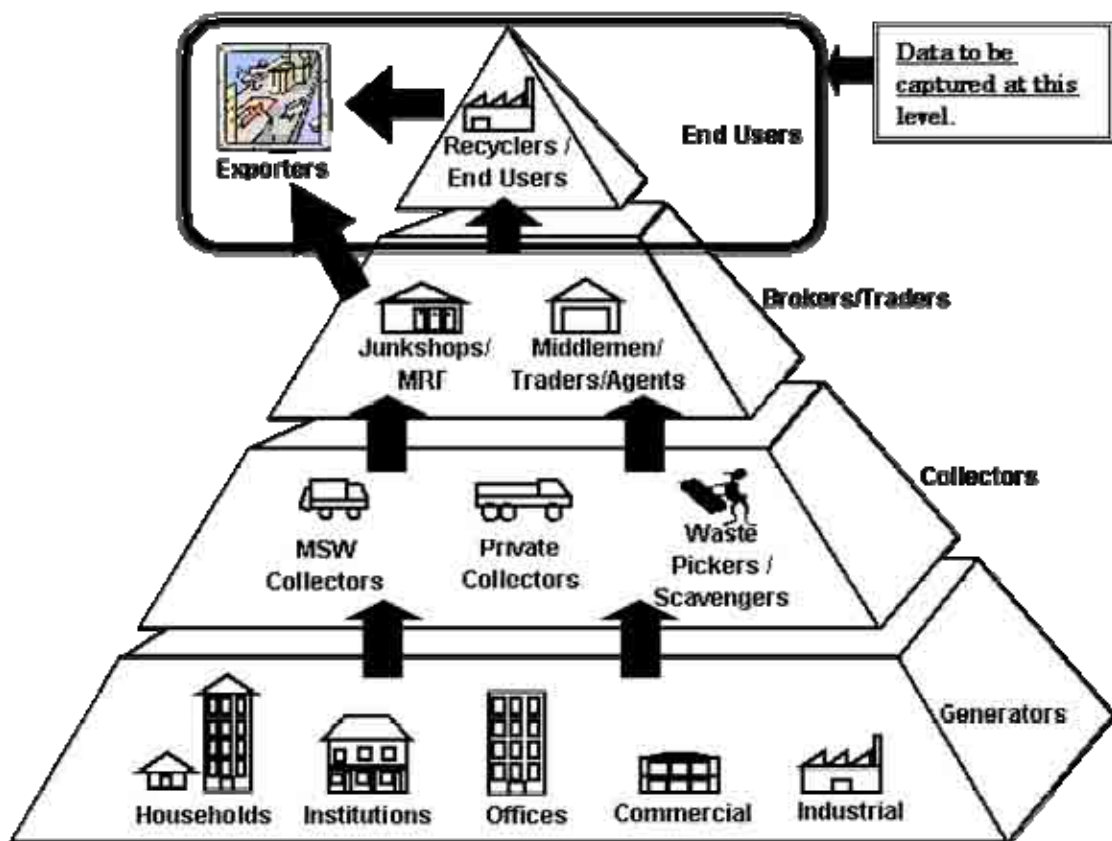 Data to be
captured at this
level.
End Users
Exporters
Recyclers /
End Users
Brokers/Traders
Junkshops/
MRF
Middlemen/
Traders/Agents
Collectors
MSW
Collectors
Private
Collectors
Waste
Pickers /
Scavengers
Generators
Households
Institutions
Offices
Commercial
Industrial